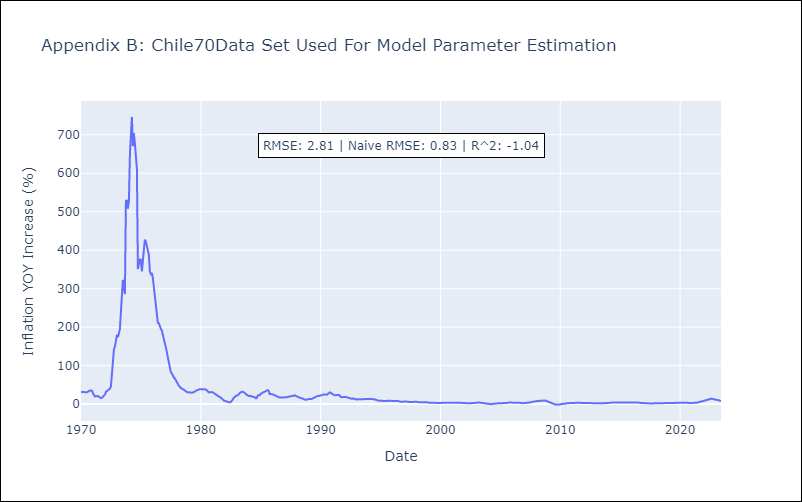 Appendix B: Chile70Data Set Used For Model Parameter Estimation
RMSE: 2.81 | Naive RMSE: 0.83 | R^2: -1.04
Inflation YOY Increase (%)
700
600
500
400
300
200
100
0
1970 1980 1990 2000 2010 2020
Date